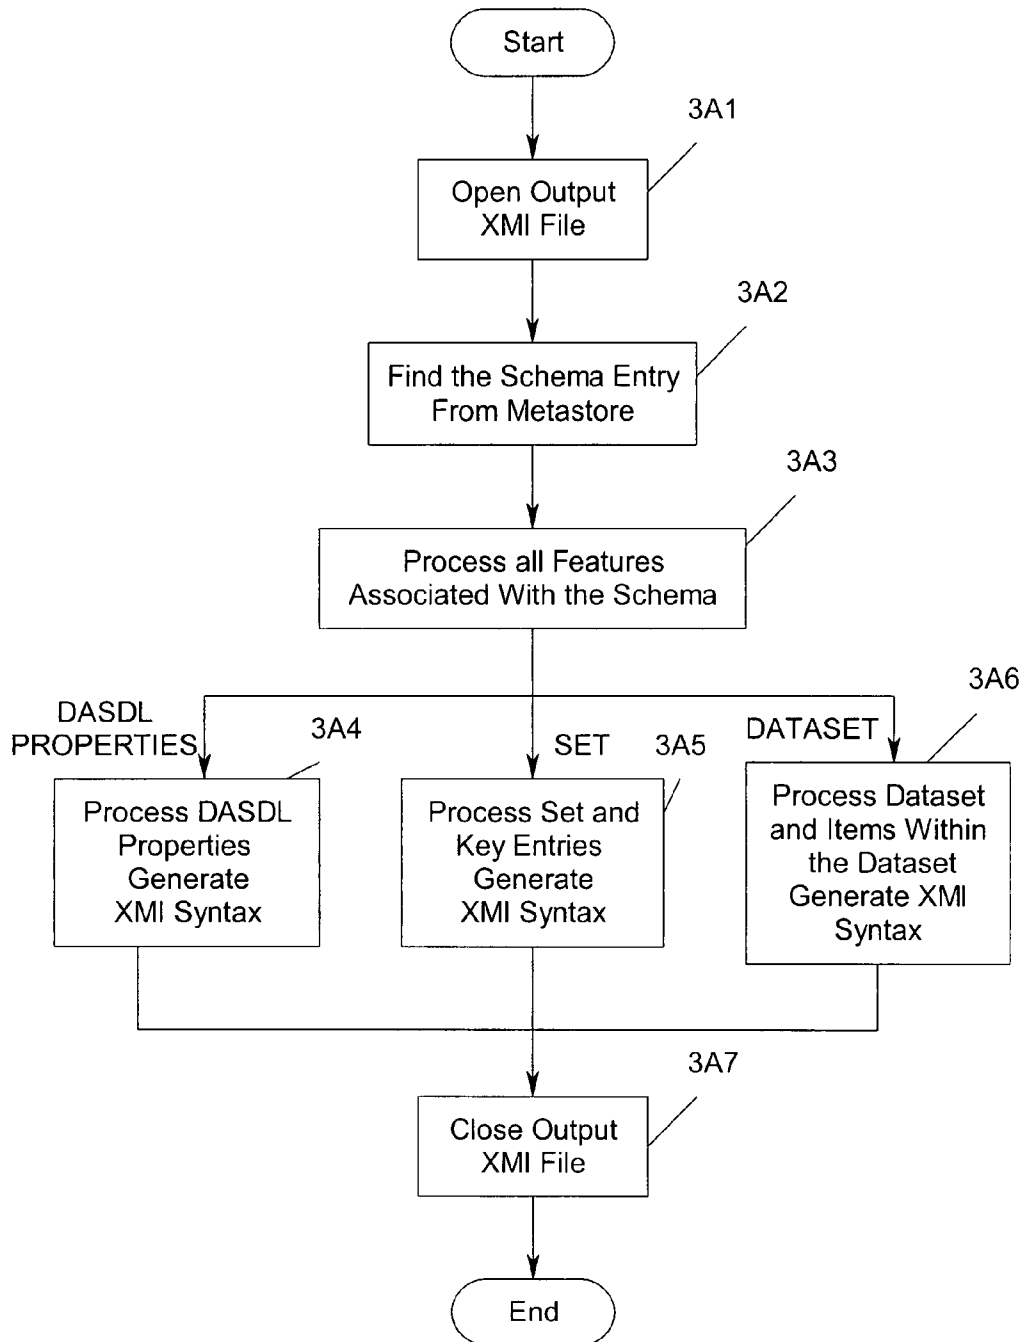 Start
3A1
Open Output
XMI File
3A2
Find the Schema Entry
From Metastore
3A3
Process all Features
Associated With the Schema
DASDL
PROPERTIES
3A4
Process DASDL
Properties
Generate
XMI Syntax
SET
3A5
Process Set and
Key Entries
Generate
XMI Syntax
DATASET
3A6
Process Dataset
and Items Within
the Dataset
Generate XMI
Syntax
3A7
Close Output
XMI File
End